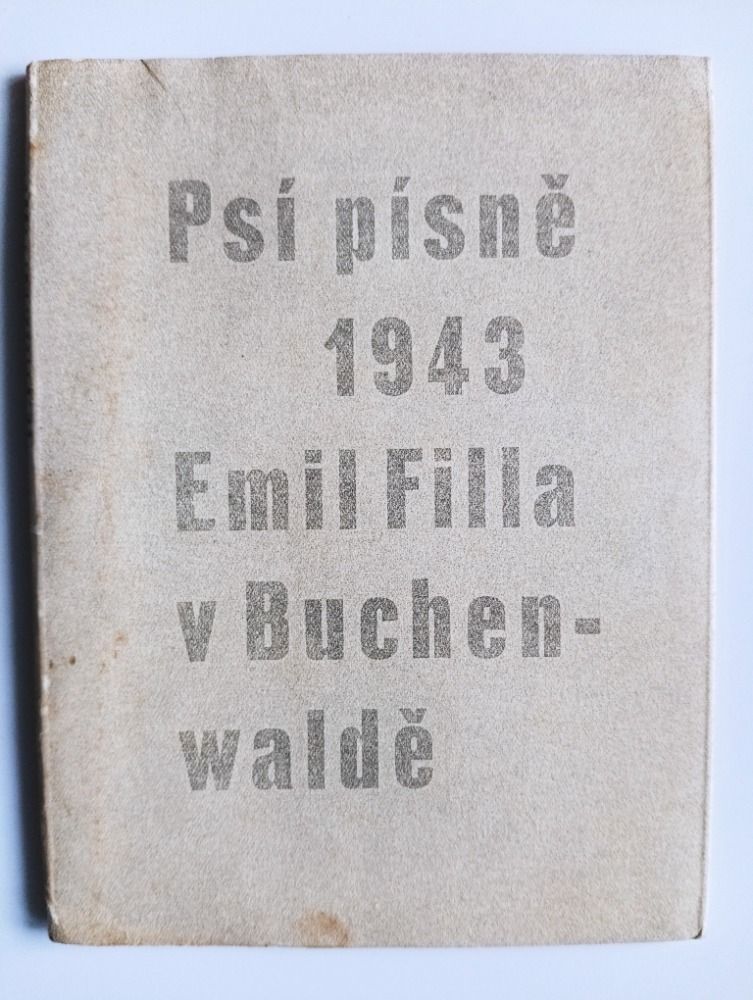 Psí písně
1943
Emil Filla
v Buchen-
waldě